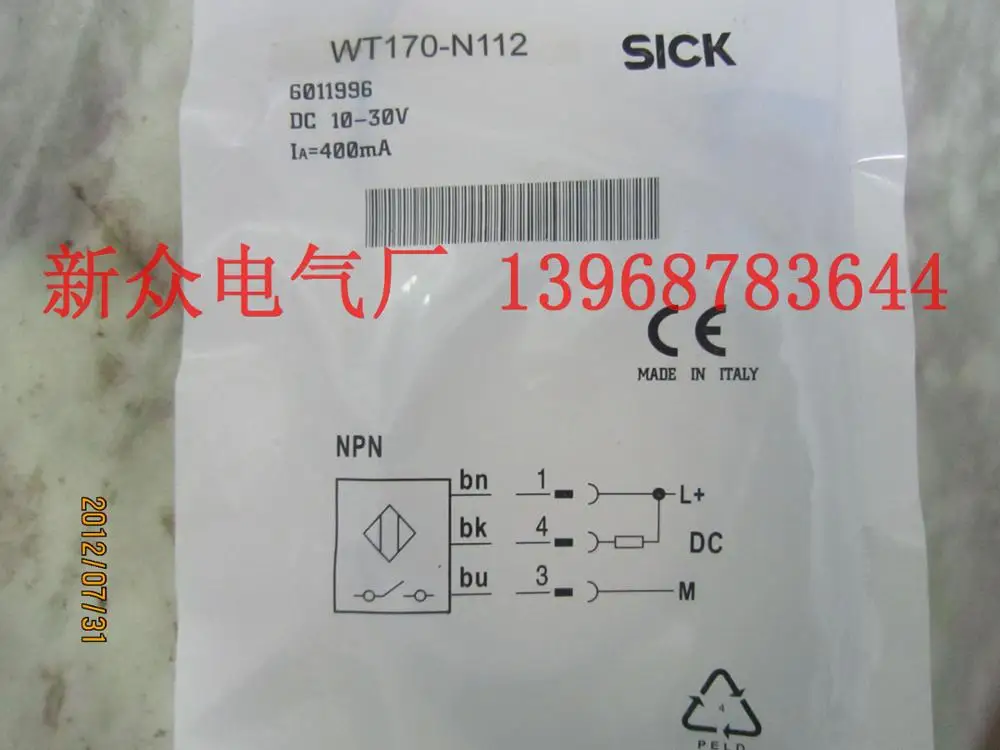 WT170-N112
SICK
6011996
DC 10-30V
IA=400mA
新众电气厂 13968783644
CE
MADE IN ITALY
NPN
bn 1 L+
bk 4 DC
bu 3 M
2012/07/31
4
PELD